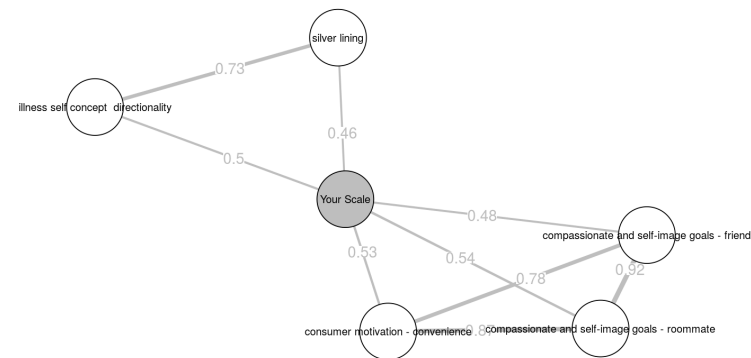 silver lining
0.73
illness self concept  directionality
0.46
0.5
Your Scale
0.48
compassionate and self-image goals - friend
0.53
0.54
0.92
0.78
consumer motivation - convenience
compassionate and self-image goals - roommate